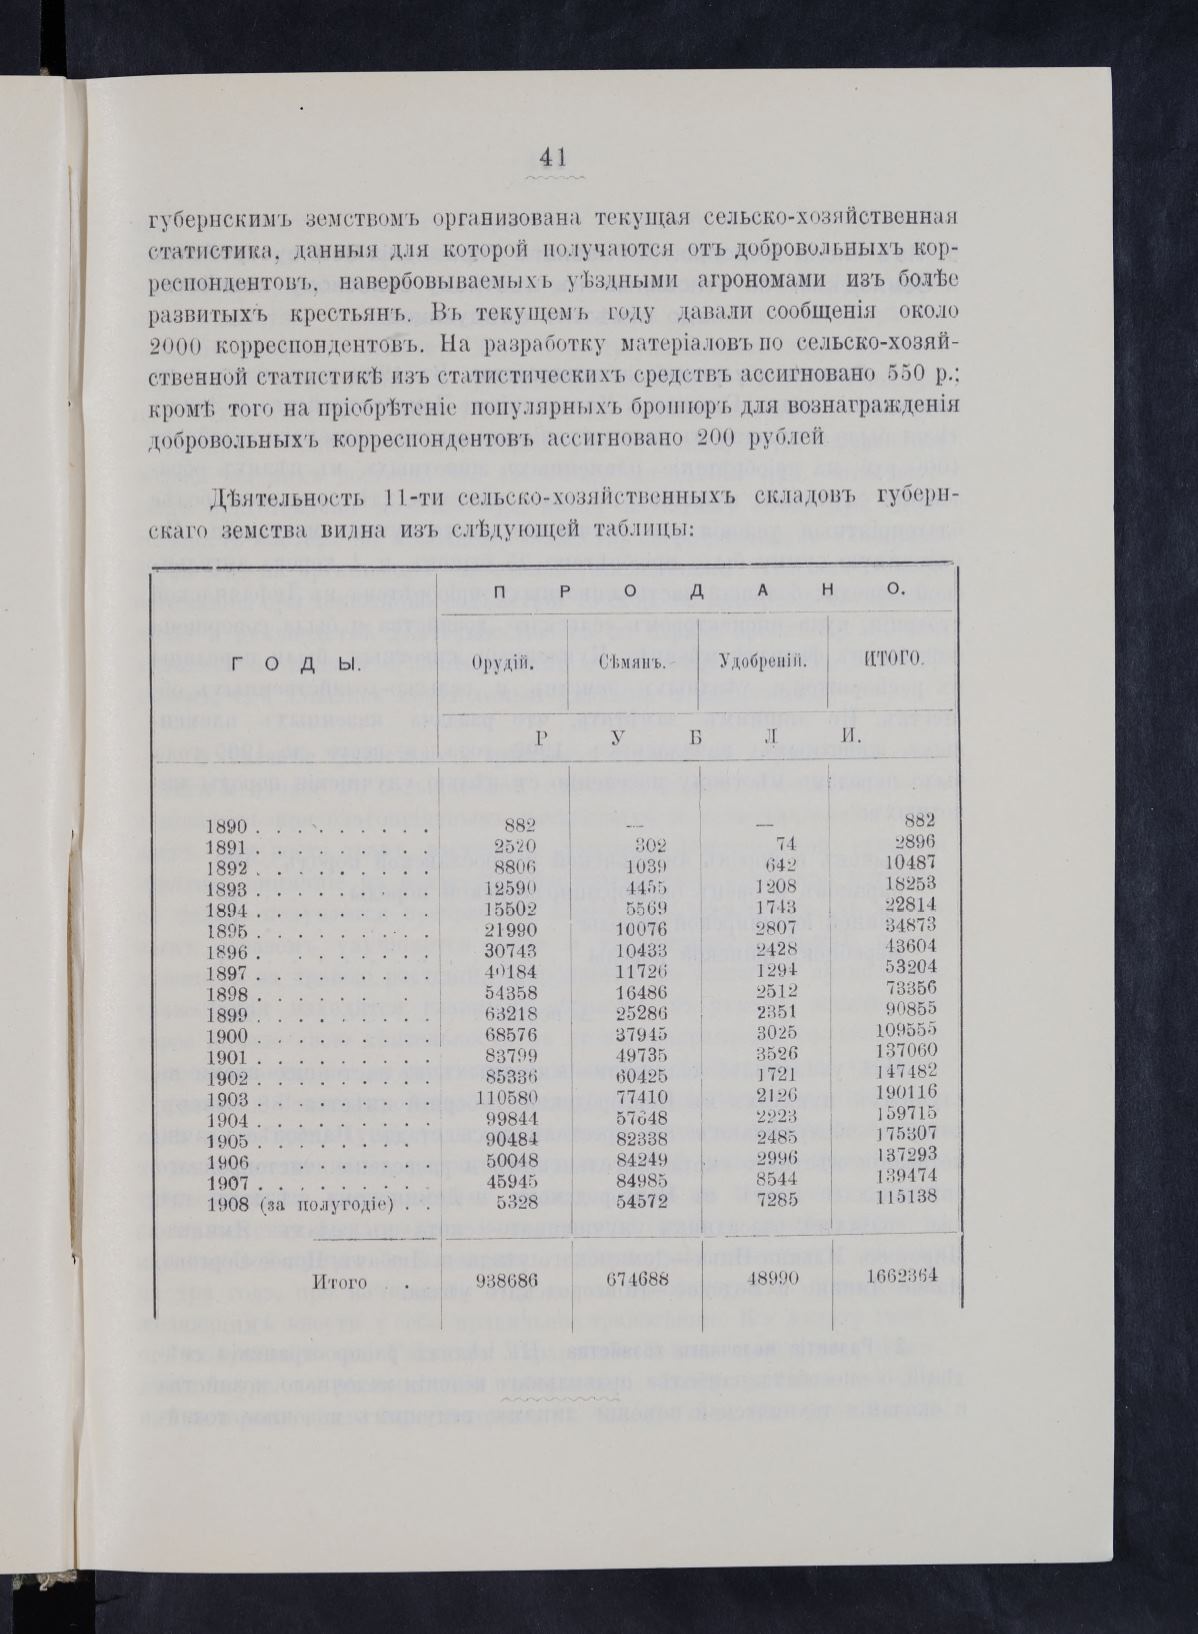 41
губернскимъ земствомъ организована текущая сельско-хозяйственная
статистика, данныя для которой получаются отъ добровольныхъ кор-
респондентовъ, навербовываемыхъ уѣздными агрономами изъ болѣе
развитыхъ крестьянъ. Въ текущемъ году давали сообщенія около
2000 корреспондентовъ. На разработку матеріаловъ по сельско-хозяй-
ственной статистикѣ изъ статистическихъ средствъ ассигновано 550 р.;
кромѣ того на пріобрѣтеніе популярныхъ брошюръ для вознагражденія
добровольныхъ корреспондентовъ ассигновано 200 рублей
Дѣятельность 11-ти сельско-хозяйственныхъ складовъ губерн-
скаго земства видна изъ слѣдующей таблицы:
П Р О Д А Н О.
Г О Д Ы. Орудій. Сѣмянъ. Удобреній. ИТОГО.
Р У Б Л И.
1890 . . . . . . . . . 882 — — 882
1891 . . . . . . . . . 2520 302 74 2896
1892 . . . . . . . . . 8806 1039 642 10487
1893 . . . . . . . . . 12590 4455 1208 18253
1894 . . . . . . . . . 15502 5569 1743 22814
1895 . . . . . . . . . 21990 10076 2807 34873
1896 . . . . . . . . . 30743 10433 2428 43604
1897 . . . . . . . . . 40184 11726 1294 53204
1898 . . . . . . . . . 54358 16486 2512 73356
1899 . . . . . . . . . 63218 25286 2351 90855
1900 . . . . . . . . . 68576 37945 3025 109555
1901 . . . . . . . . . 83799 49735 3526 137060
1902 . . . . . . . . . 85336 60425 1721 147482
1903 . . . . . . . . . 110580 77410 2126 190116
1904 . . . . . . . . . 99844 57648 2223 159715
1905 . . . . . . . . . 90484 82338 2485 175307
1906 . . . . . . . . . 50048 84249 2996 137293
1907 . . . . . . . . . 45945 84985 8544 139474
1908 (за полугодіе) . . 5328 54572 7285 115138
Итого . 938686 674688 48990 1662364